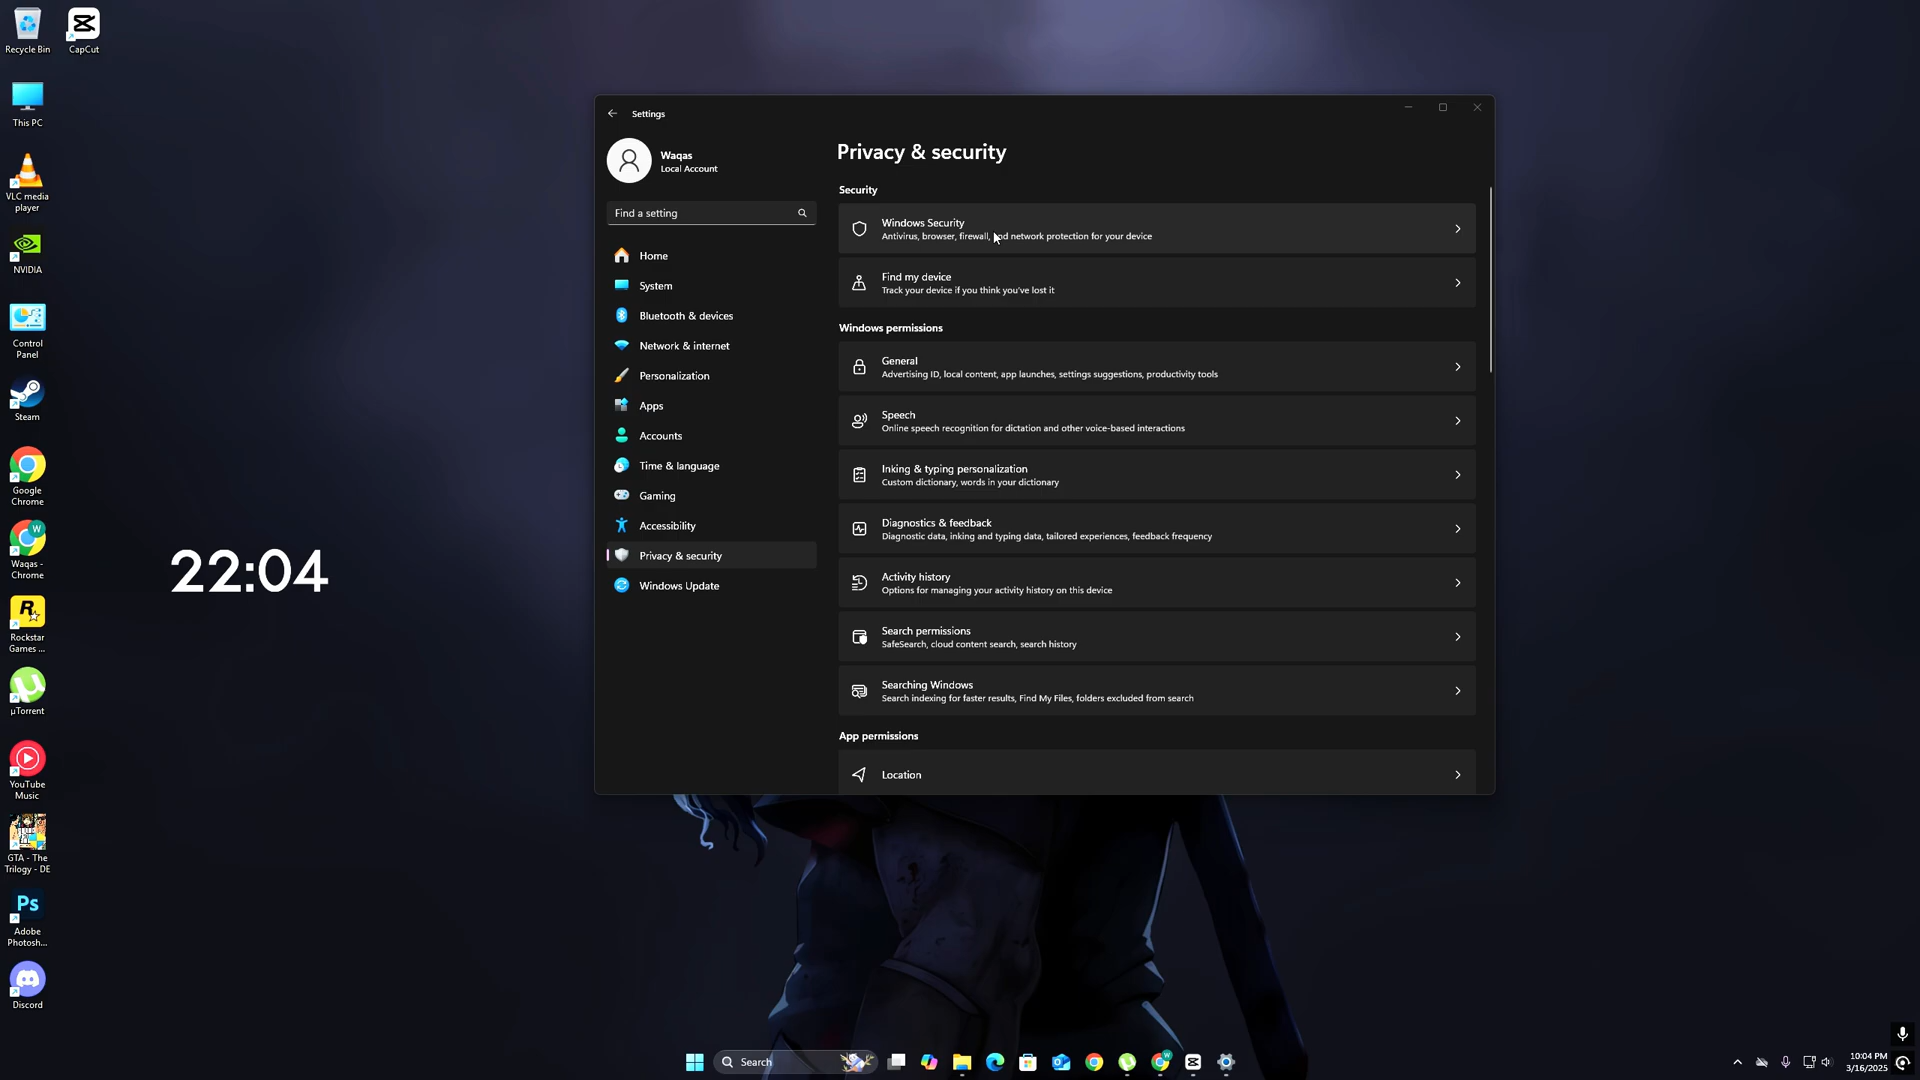 Recycle Bin
CapCut
This PC
VLC media
player
NVIDIA
Control
Panel
Steam
Google
Chrome
W
Waqas -
Chrome
Rockstar
Games ...
µTorrent
YouTube
Music
GTA - The
Trilogy - DE
Ps
Adobe
Photosh...
Discord
22:04
Settings
Waqas
Local Account
Find a setting
Home
System
Bluetooth & devices
Network & internet
Personalization
Apps
Accounts
Time & language
Gaming
Accessibility
Privacy & security
Windows Update
Privacy & security
Security
Windows Security
Antivirus, browser, firewall, and network protection for your device
Find my device
Track your device if you think you've lost it
Windows permissions
General
Advertising ID, local content, app launches, settings suggestions, productivity tools
Speech
Online speech recognition for dictation and other voice-based interactions
Inking & typing personalization
Custom dictionary, words in your dictionary
Diagnostics & feedback
Diagnostic data, inking and typing data, tailored experiences, feedback frequency
Activity history
Options for managing your activity history on this device
Search permissions
SafeSearch, cloud content search, search history
Searching Windows
Search indexing for faster results, Find My Files, folders excluded from search
App permissions
Location
Search
W
10:04 PM
3/16/2025